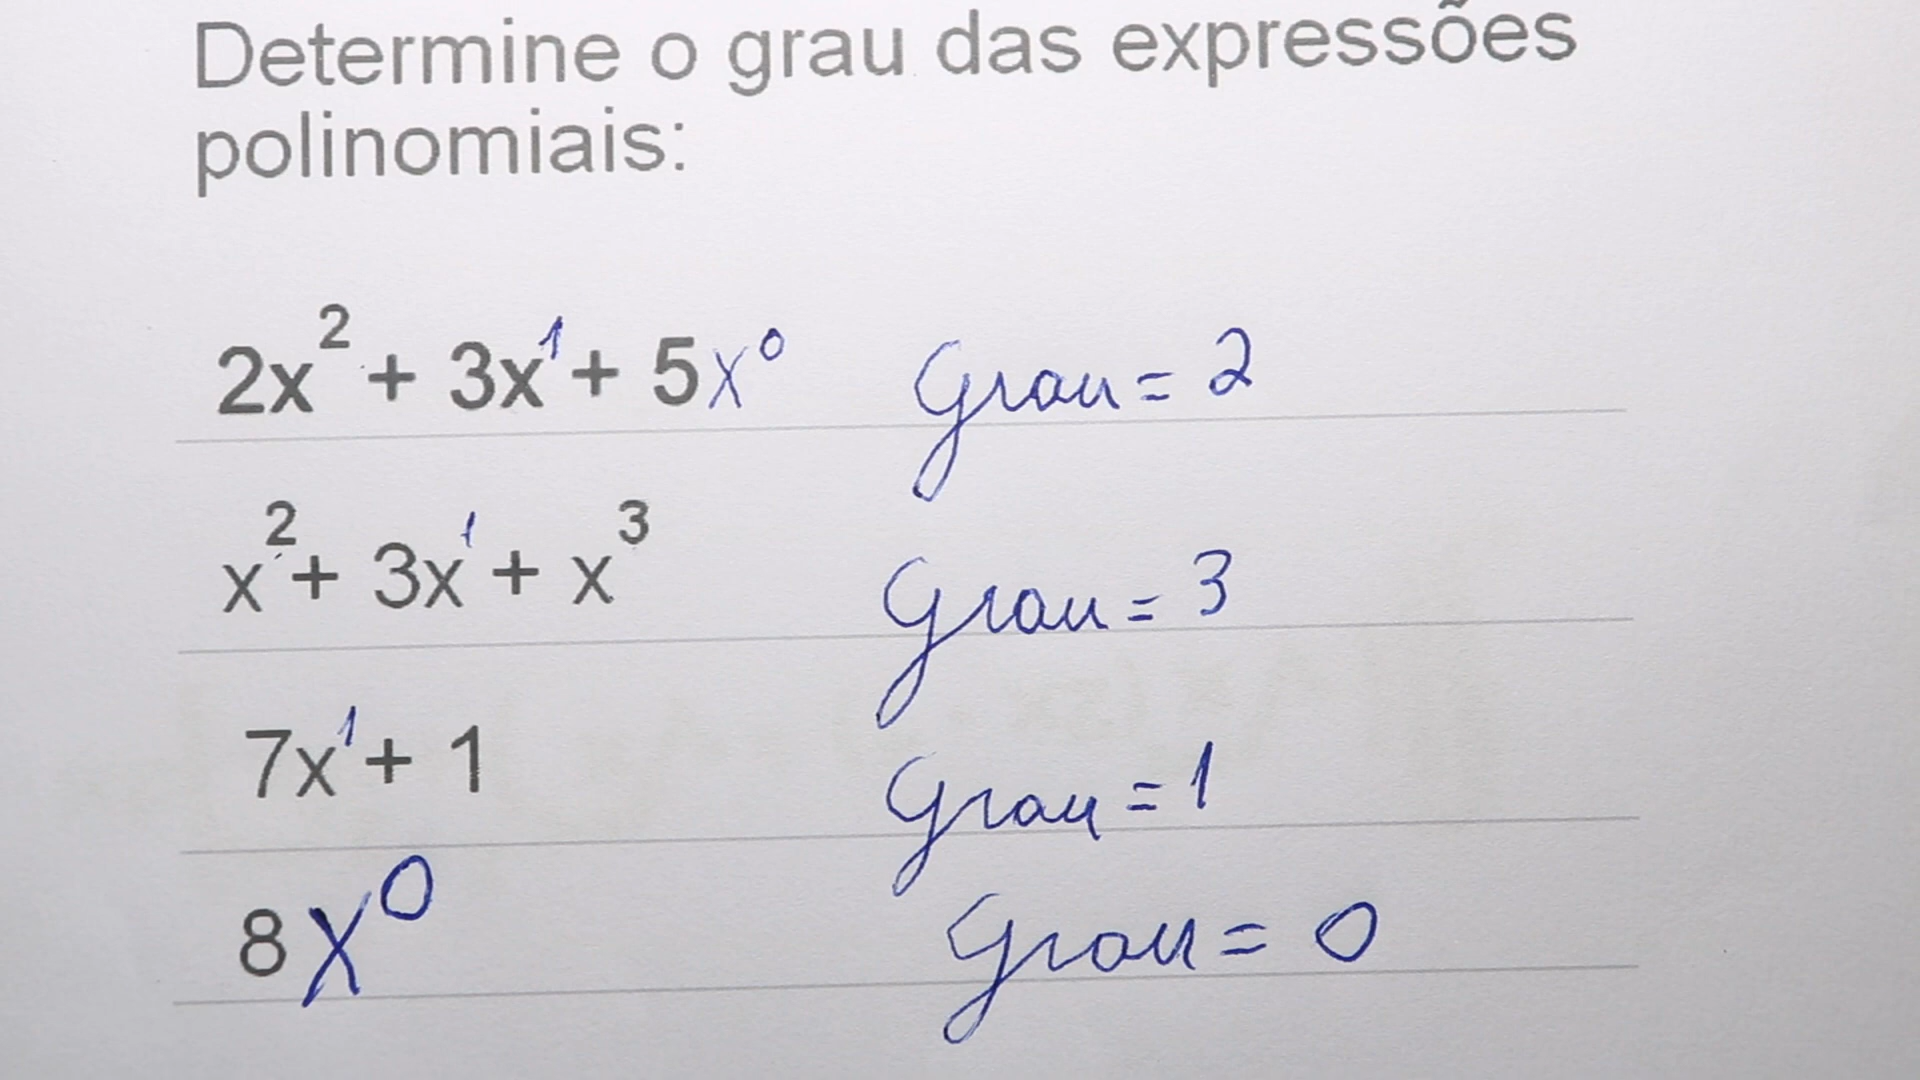 Determine o grau das expressões
polinomiais:
2x² + 3x¹ + 5x⁰ Grau = 2
x² + 3x¹ + x³ Grau = 3
7x¹ + 1 Grau = 1
8x⁰ Grau = 0